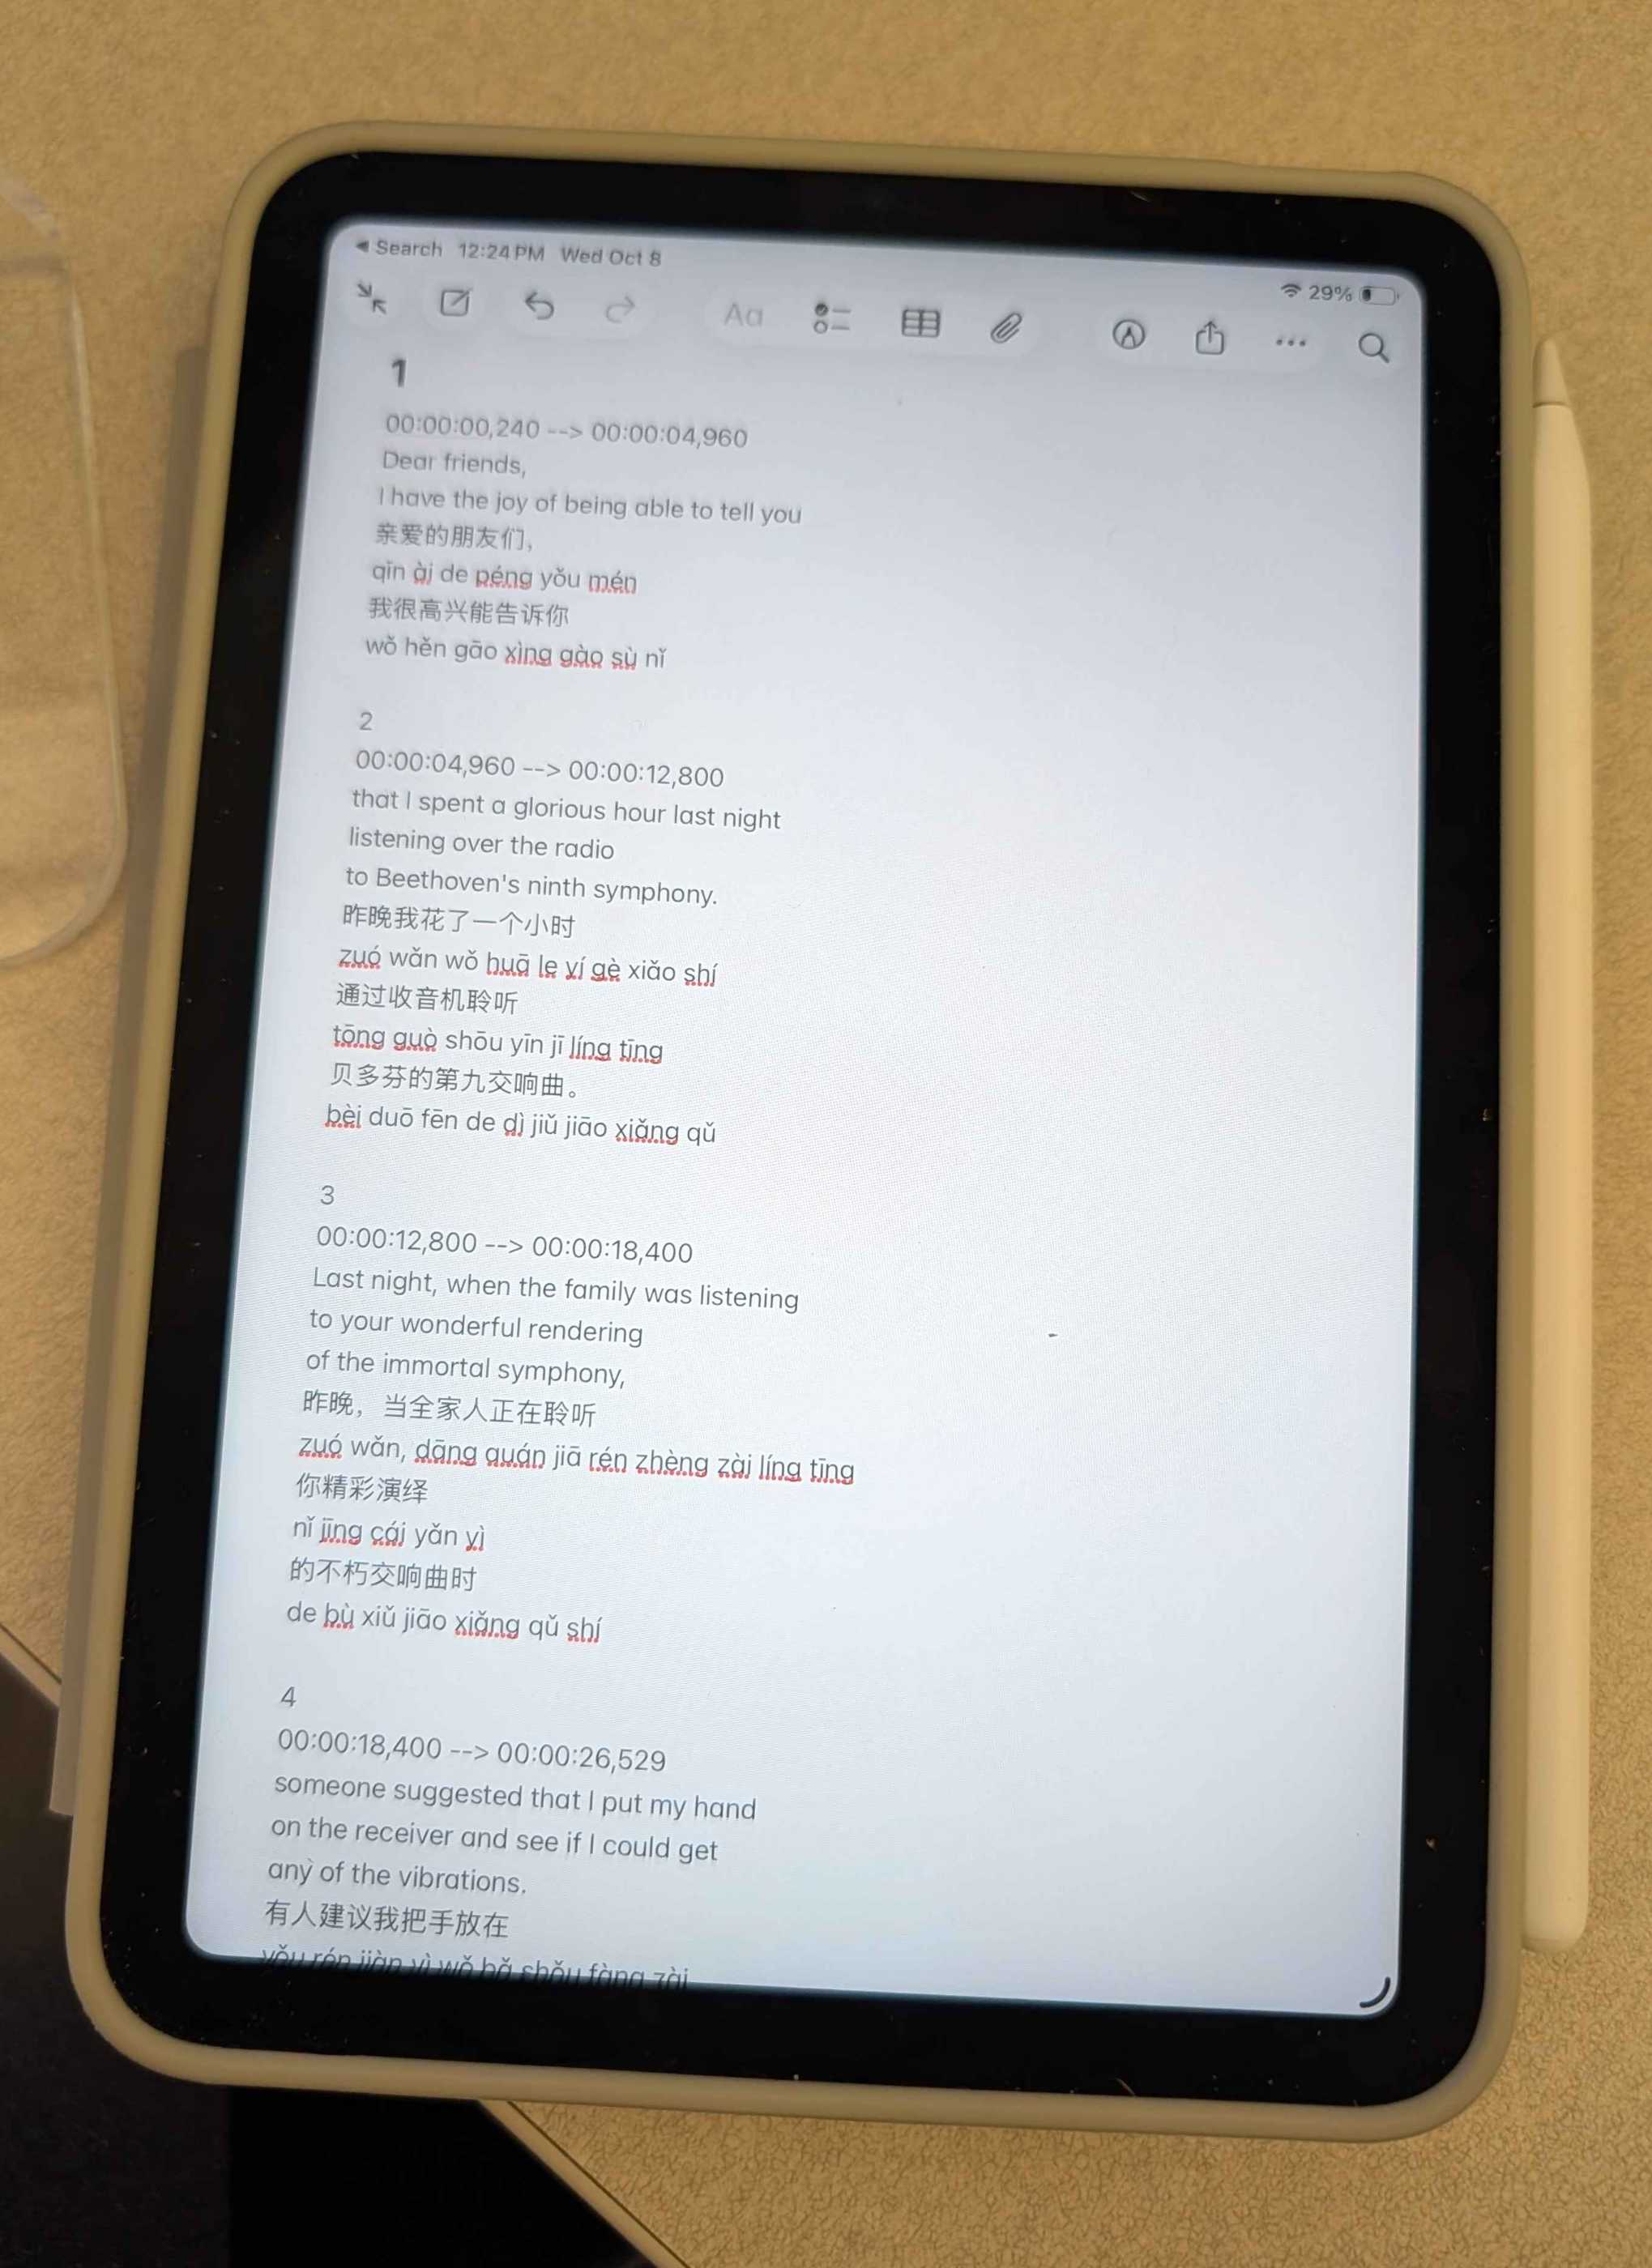 ◀ Search 12:24 PM Wed Oct 8
29%
Aa
1
00:00:00,240 --> 00:00:04,960
Dear friends,
I have the joy of being able to tell you
亲爱的朋友们,
qīn ài de péng yǒu mén
我很高兴能告诉你
wǒ hěn gāo xìng gào sù nǐ
2
00:00:04,960 --> 00:00:12,800
that I spent a glorious hour last night
listening over the radio
to Beethoven's ninth symphony.
昨晚我花了一个小时
zuó wǎn wǒ huā le yí gè xiǎo shí
通过收音机聆听
tōng guò shōu yīn jī líng tīng
贝多芬的第九交响曲。
bèi duō fēn de dì jiǔ jiāo xiǎng qǔ
3
00:00:12,800 --> 00:00:18,400
Last night, when the family was listening
to your wonderful rendering
of the immortal symphony,
昨晚，当全家人正在聆听
zuó wǎn, dāng quán jiā rén zhèng zài líng tīng
你精彩演绎
nǐ jīng cái yǎn yì
的不朽交响曲时
de bù xiǔ jiāo xiǎng qǔ shí
4
00:00:18,400 --> 00:00:26,529
someone suggested that I put my hand
on the receiver and see if I could get
any of the vibrations.
有人建议我把手放在
yǒu rén jiàn yì wǒ bǎ shǒu fàng zài